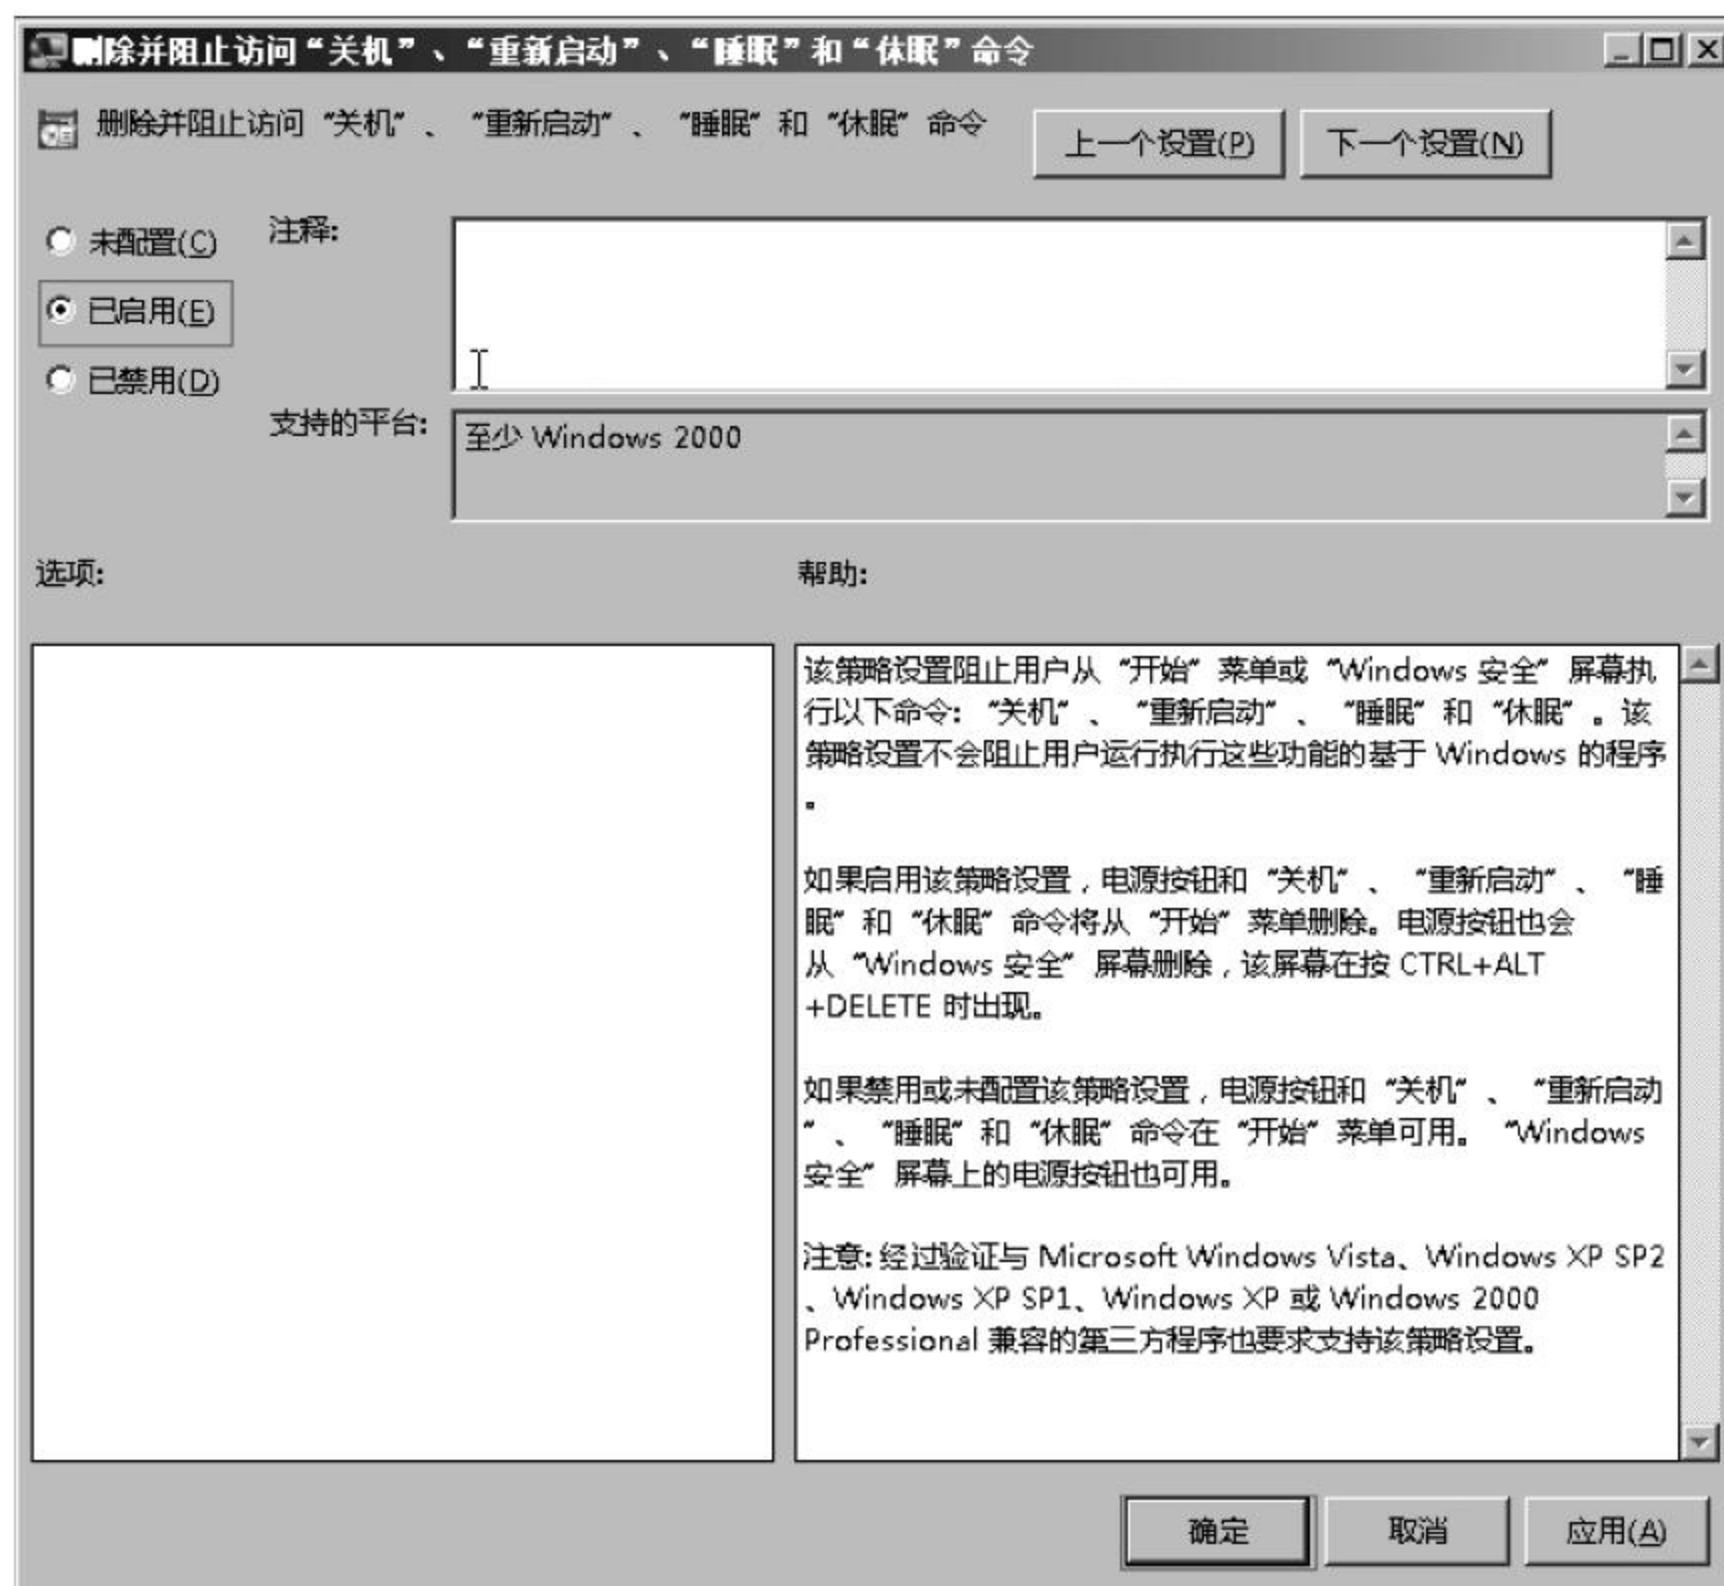 删除并阻止访问“关机”、“重新启动”、“睡眠”和“休眠”命令
删除并阻止访问“关机”、“重新启动”、“睡眠”和“休眠”命令
上一个设置(P)
下一个设置(N)
未配置(C)
注释:
已启用(E)
已禁用(D)
支持的平台:
至少 Windows 2000
选项:
帮助:
该策略设置阻止用户从“开始”菜单或“Windows 安全”屏幕执
行以下命令:“关机”、“重新启动”、“睡眠”和“休眠”。该
策略设置不会阻止用户运行执行这些功能的基于 Windows 的程序
。
如果启用该策略设置，电源按钮和“关机”、“重新启动”、“睡
眠”和“休眠”命令将从“开始”菜单删除。电源按钮也会
从“Windows 安全”屏幕删除，该屏幕在按 CTRL+ALT
+DELETE 时出现。
如果禁用或未配置该策略设置，电源按钮和“关机”、“重新启动
”、“睡眠”和“休眠”命令在“开始”菜单可用。“Windows
安全”屏幕上的电源按钮也可用。
注意: 经过验证与 Microsoft Windows Vista、Windows XP SP2
、Windows XP SP1、Windows XP 或 Windows 2000
Professional 兼容的第三方程序也要求支持该策略设置。
确定
取消
应用(A)